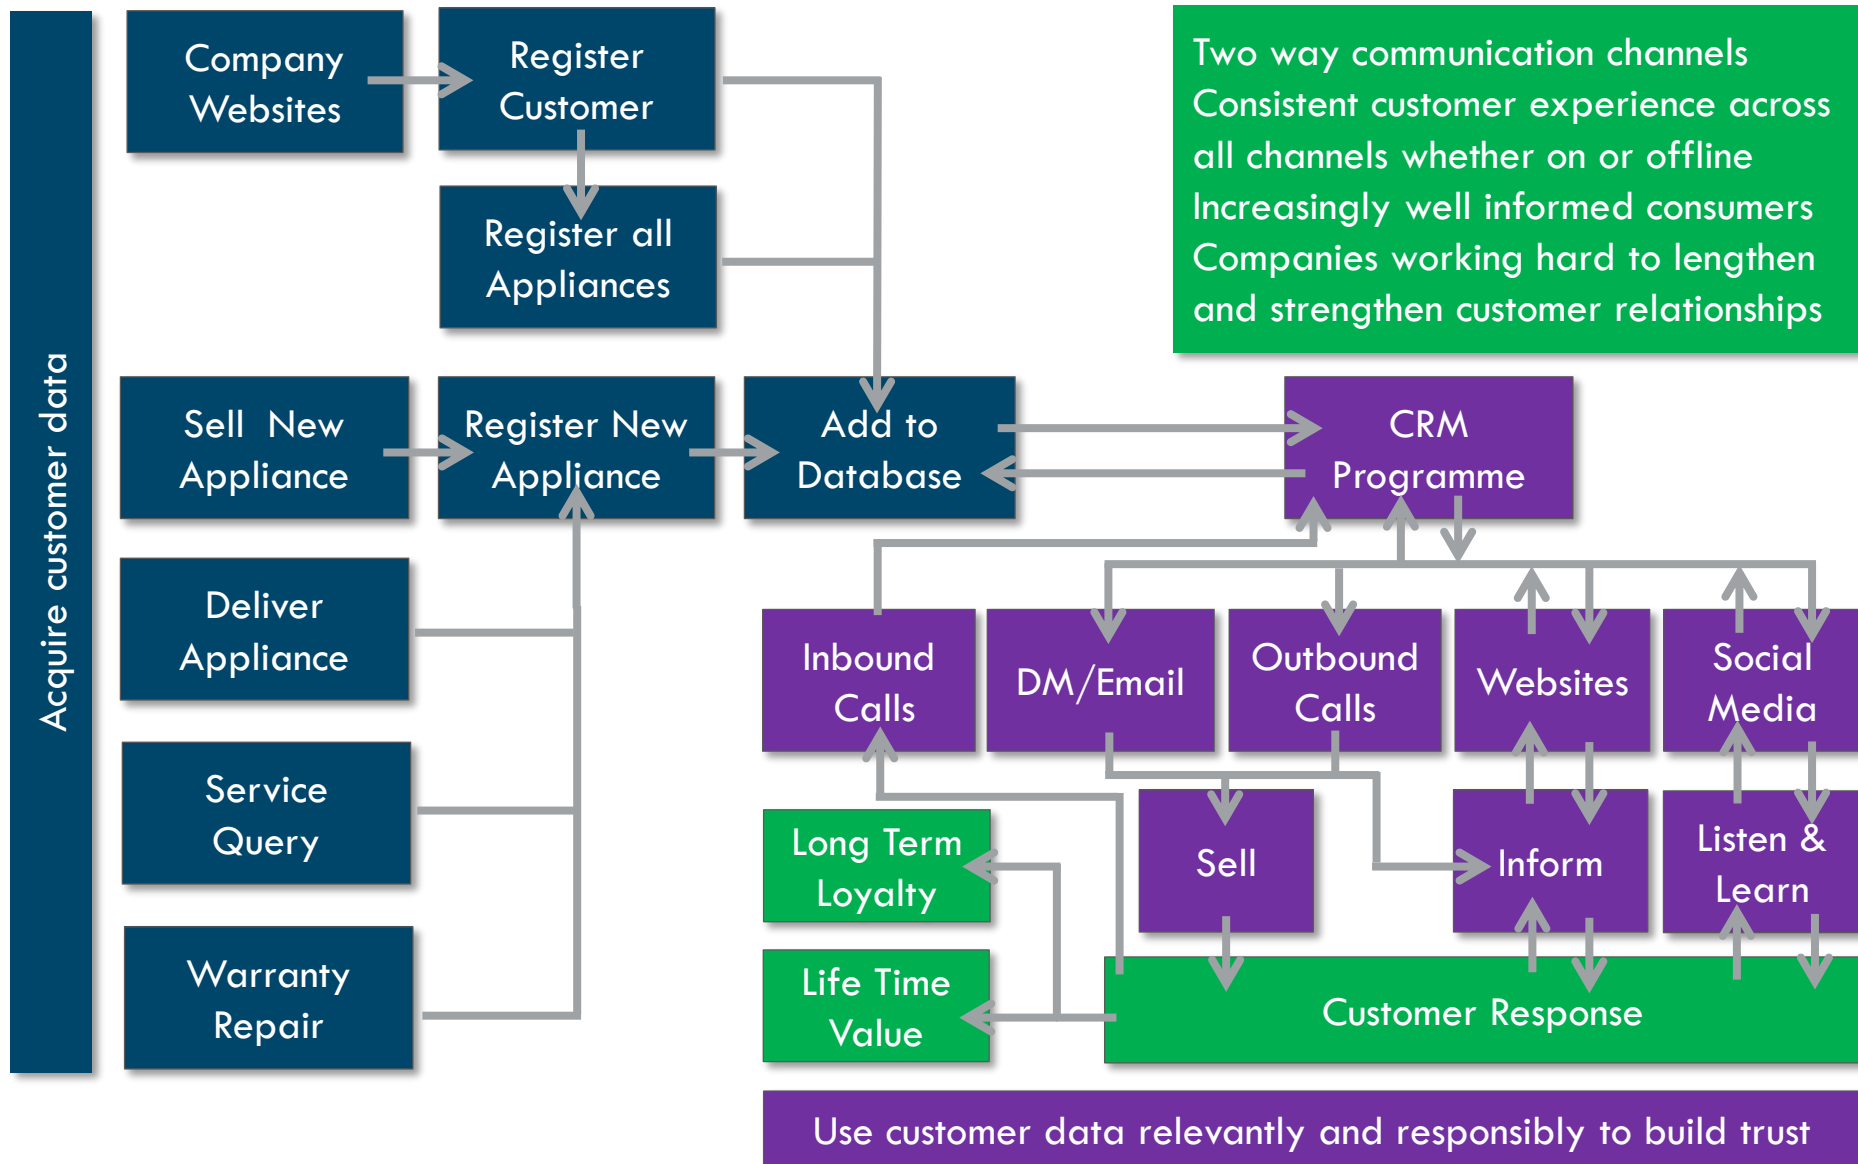 Acquire customer data
Company
Websites
Register
Customer
Register all
Appliances
Two way communication channels
Consistent customer experience across
all channels whether on or offline
Increasingly well informed consumers
Companies working hard to lengthen
and strengthen customer relationships
Sell New
Appliance
Register New
Appliance
Add to
Database
CRM
Programme
Deliver
Appliance
Service
Query
Warranty
Repair
Inbound
Calls
DM/Email
Outbound
Calls
Websites
Social
Media
Long Term
Loyalty
Sell
Inform
Listen &
Learn
Life Time
Value
Customer Response
Use customer data relevantly and responsibly to build trust